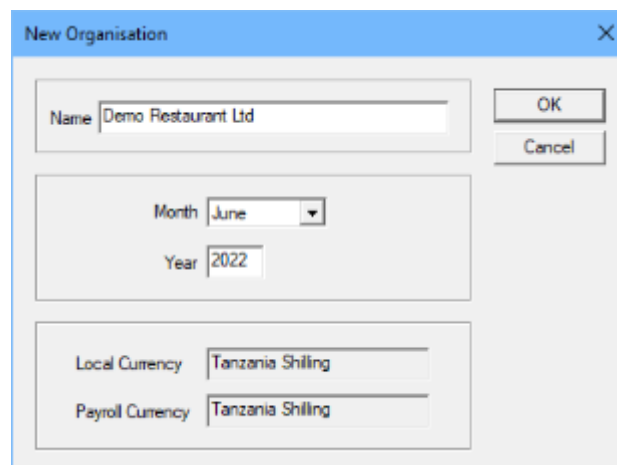 New Organisation
Name Demo Restaurant Ltd
OK
Cancel
Month June
Year 2022
Local Currency Tanzania Shilling
Payroll Currency Tanzania Shilling